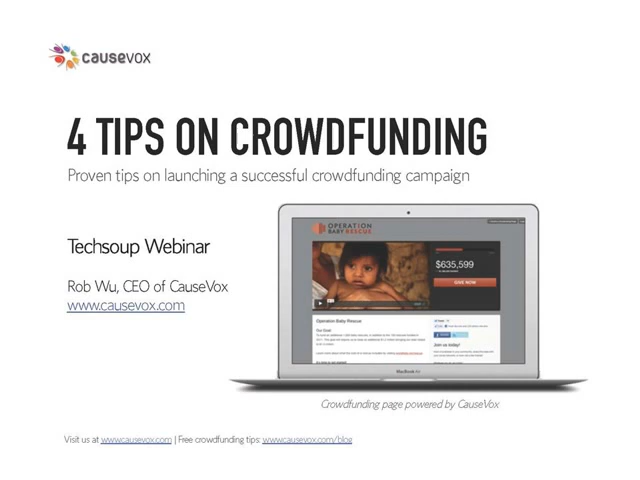 causevox
4 TIPS ON CROWDFUNDING
Proven tips on launching a successful crowdfunding campaign
Techsoup Webinar
Rob Wu, CEO of CauseVox
www.causevox.com
OPERATION
BABY RESCUE
$635,599
GIVE NOW
Operation Baby Rescue
Our Goal:
Join us today!
MacBook Air
Crowdfunding page powered by CauseVox
Visit us at www.causevox.com | Free crowdfunding tips: www.causevox.com/blog